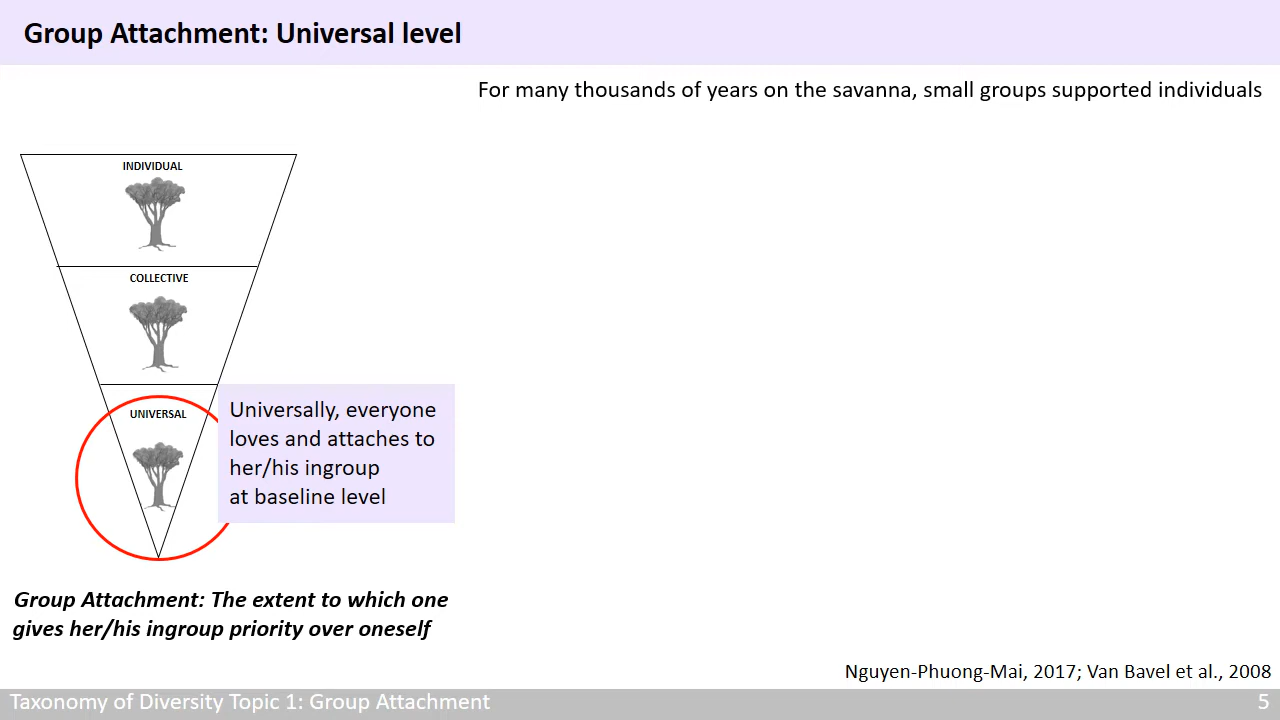 Group Attachment: Universal level
For many thousands of years on the savanna, small groups supported individuals
INDIVIDUAL
COLLECTIVE
UNIVERSAL
Universally, everyone
loves and attaches to
her/his ingroup
at baseline level
Group Attachment: The extent to which one
gives her/his ingroup priority over oneself
Nguyen-Phuong-Mai, 2017; Van Bavel et al., 2008
Taxonomy of Diversity Topic 1: Group Attachment
5